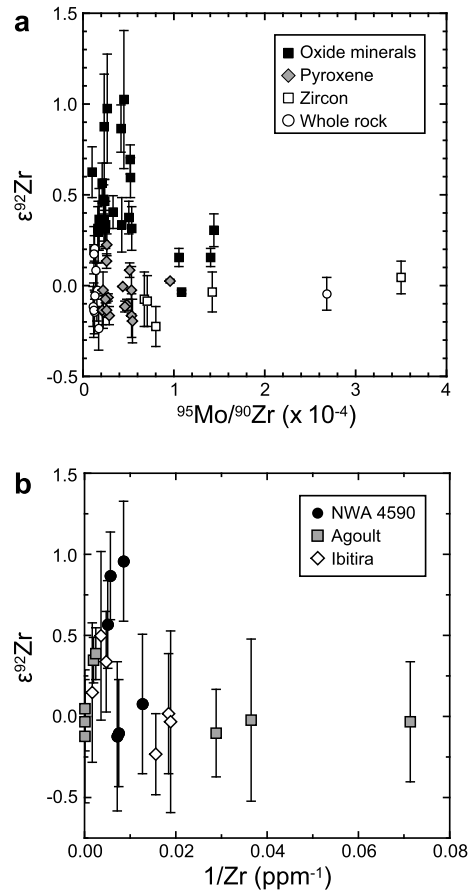 a
1.5
1.0
0.5
0.0
-0.5
ε⁹²Zr
Oxide minerals
Pyroxene
Zircon
Whole rock
0 1 2 3 4
⁹⁵Mo/⁹⁰Zr (x 10⁻⁴)
b
1.5
1.0
0.5
0.0
-0.5
ε⁹²Zr
NWA 4590
Agoult
Ibitira
0.00 0.02 0.04 0.06 0.08
1/Zr (ppm⁻¹)